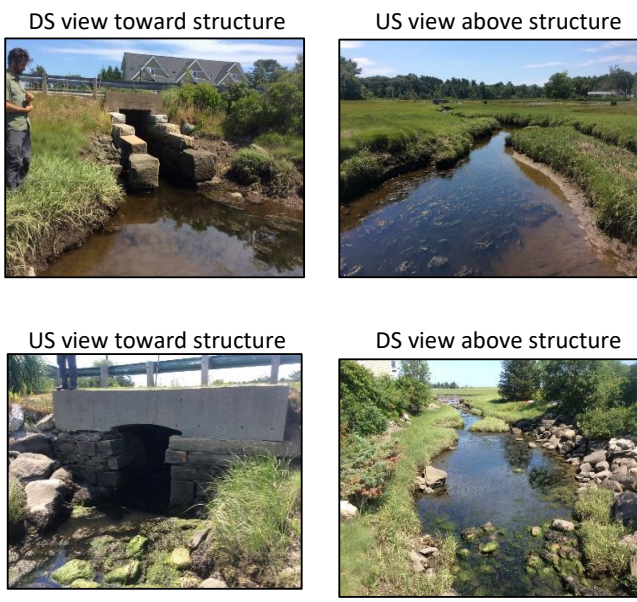 DS view toward structure
US view above structure
US view toward structure
DS view above structure